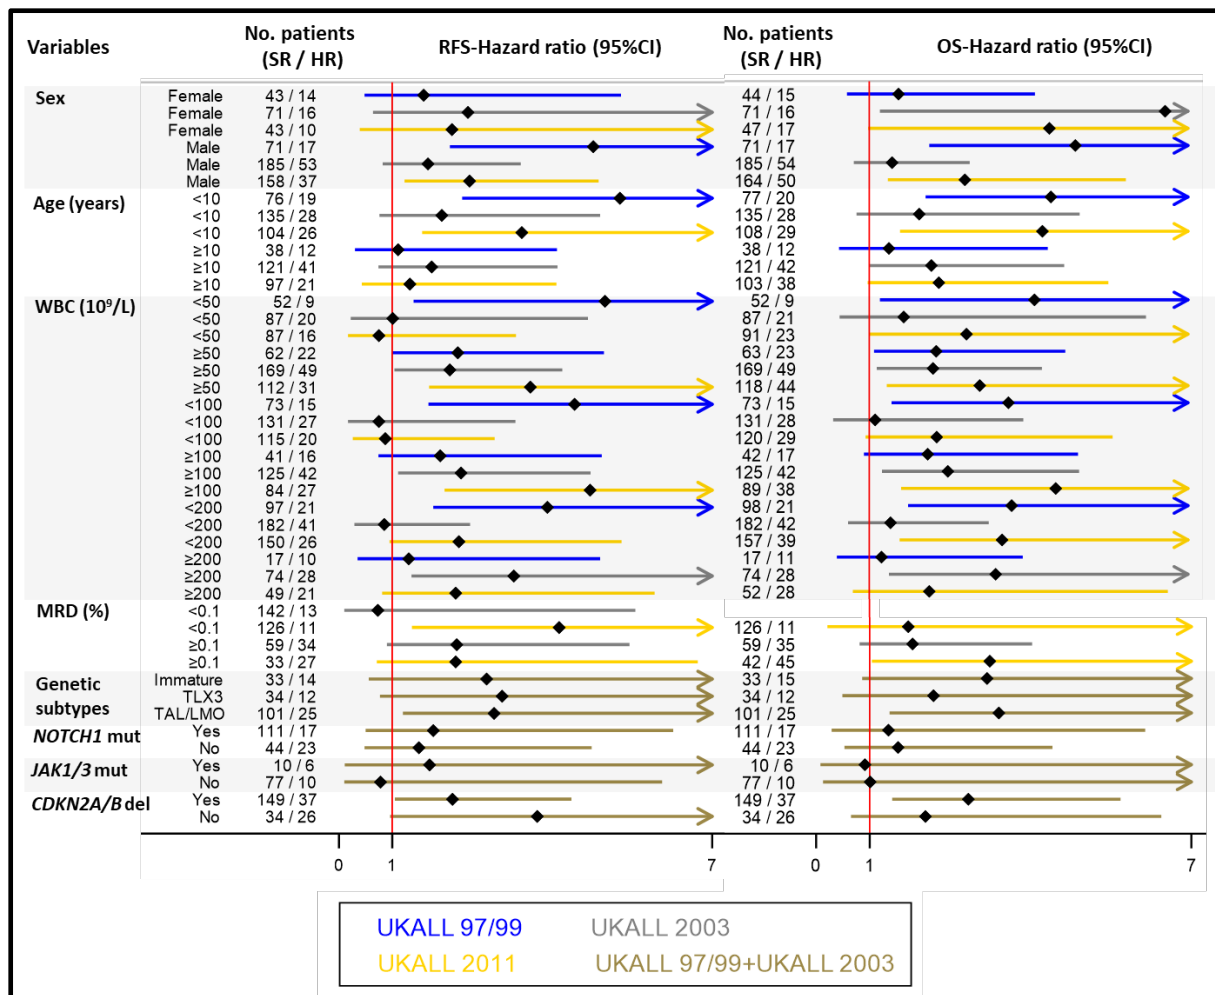 Variables No. patients (SR / HR) RFS-Hazard ratio (95%CI) No. patients (SR / HR) OS-Hazard ratio (95%CI)
Sex Female 43 / 14 44 / 15
Female 71 / 16 71 / 16
Female 43 / 10 47 / 17
Male 71 / 17 71 / 17
Male 185 / 53 185 / 54
Male 158 / 37 164 / 50
Age (years) <10 76 / 19 77 / 20
<10 135 / 28 135 / 28
<10 104 / 26 108 / 29
≥10 38 / 12 38 / 12
≥10 121 / 41 121 / 42
≥10 97 / 21 103 / 38
WBC (10⁹/L) <50 52 / 9 52 / 9
<50 87 / 20 87 / 21
<50 87 / 16 91 / 23
≥50 62 / 22 63 / 23
≥50 169 / 49 169 / 49
≥50 112 / 31 118 / 44
<100 73 / 15 73 / 15
<100 131 / 27 131 / 28
<100 115 / 20 120 / 29
≥100 41 / 16 42 / 17
≥100 125 / 42 125 / 42
≥100 84 / 27 89 / 38
<200 97 / 21 98 / 21
<200 182 / 41 182 / 42
<200 150 / 26 157 / 39
≥200 17 / 10 17 / 11
≥200 74 / 28 74 / 28
≥200 49 / 21 52 / 28
MRD (%) <0.1 142 / 13
<0.1 126 / 11 126 / 11
≥0.1 59 / 34 59 / 35
≥0.1 33 / 27 42 / 45
Genetic subtypes Immature 33 / 14 33 / 15
TLX3 34 / 12 34 / 12
TAL/LMO 101 / 25 101 / 25
NOTCH1 mut Yes 111 / 17 111 / 17
No 44 / 23 44 / 23
JAK1/3 mut Yes 10 / 6 10 / 6
No 77 / 10 77 / 10
CDKN2A/B del Yes 149 / 37 149 / 37
No 34 / 26 34 / 26
0 1 7 0 1 7
UKALL 97/99 UKALL 2003
UKALL 2011 UKALL 97/99+UKALL 2003